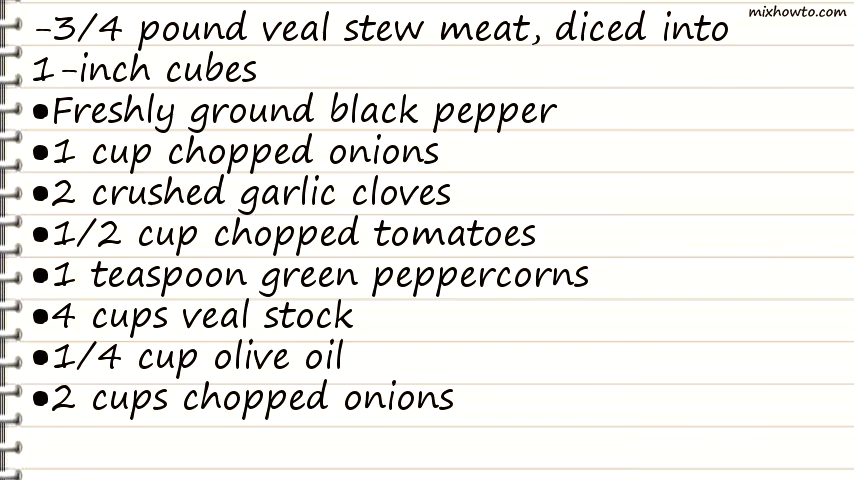 mixhowto.com
-3/4 pound veal stew meat, diced into
1-inch cubes
•Freshly ground black pepper
•1 cup chopped onions
•2 crushed garlic cloves
•1/2 cup chopped tomatoes
•1 teaspoon green peppercorns
•4 cups veal stock
•1/4 cup olive oil
•2 cups chopped onions